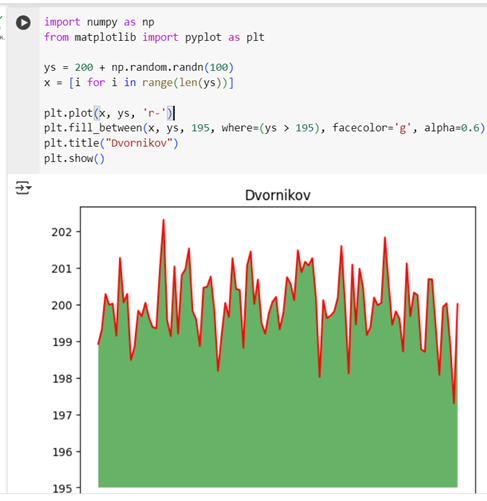 import numpy as np
from matplotlib import pyplot as plt
ys = 200 + np.random.randn(100)
x = [i for i in range(len(ys))]
plt.plot(x, ys, 'r-')
plt.fill_between(x, ys, 195, where=(ys > 195), facecolor='g', alpha=0.6)
plt.title("Dvornikov")
plt.show()
Dvornikov
202
201
200
199
198
197
196
195